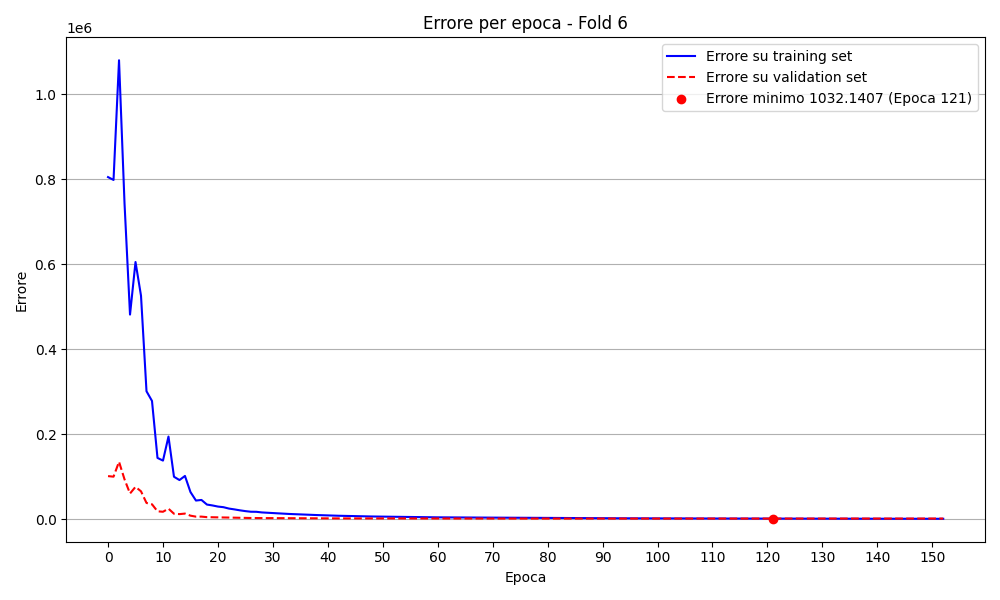 Errore per epoca - Fold 6
1e6
Errore su training set
Errore su validation set
Errore minimo 1032.1407 (Epoca 121)
1.0
0.8
0.6
0.4
0.2
0.0
Errore
0 10 20 30 40 50 60 70 80 90 100 110 120 130 140 150
Epoca